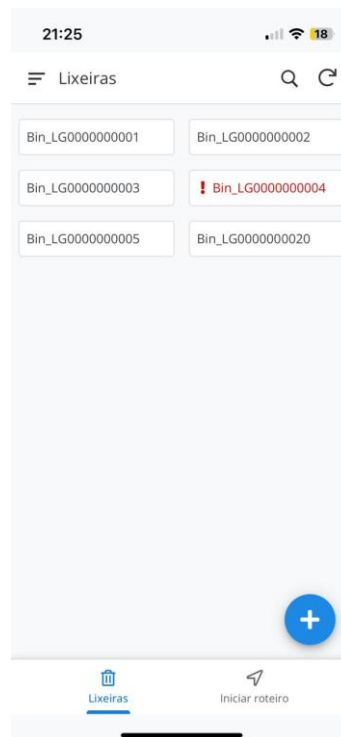 21:25
18
Lixeiras
Bin_LG0000000001
Bin_LG0000000002
Bin_LG0000000003
! Bin_LG0000000004
Bin_LG0000000005
Bin_LG0000000020
Lixeiras
Iniciar roteiro